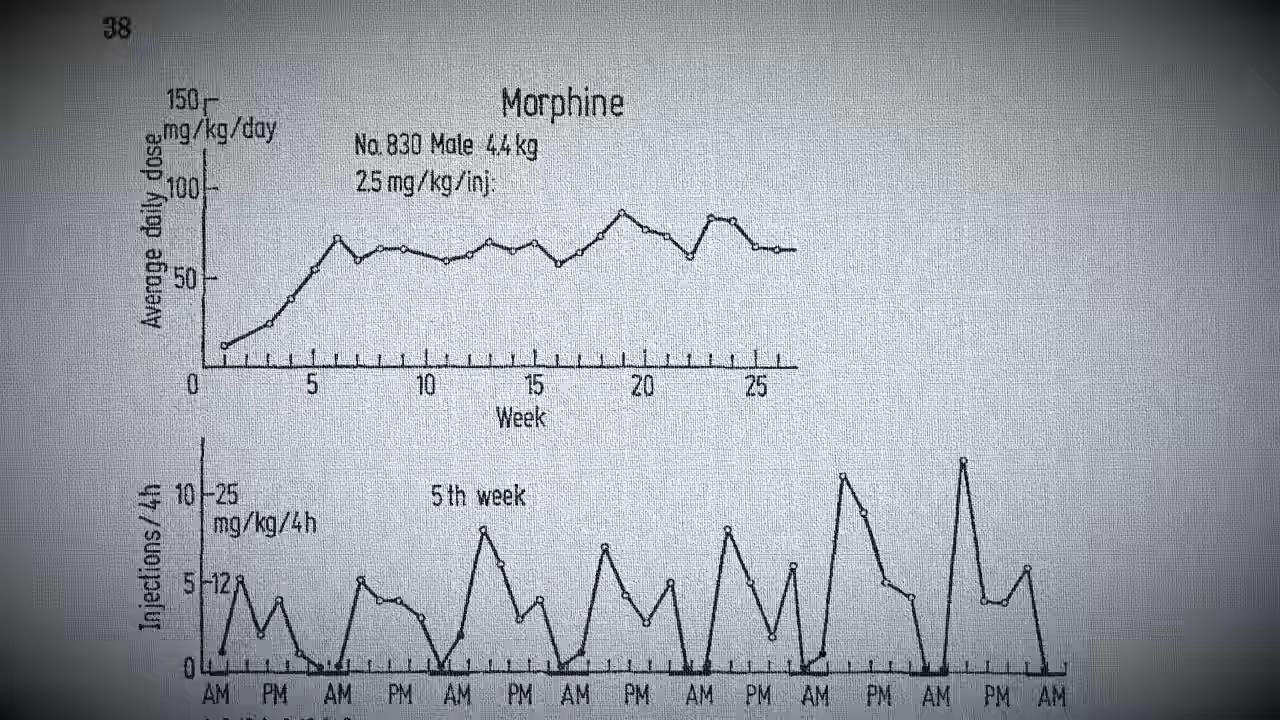 38
Morphine
150
mg/kg/day
No. 830 Male 4.4 kg
2.5 mg/kg/inj.
100
50
Average daily dose
0 5 10 15 20 25
Week
10 25
mg/kg/4h
5th week
5 12
0
Injections/4h
AM PM AM PM AM PM AM PM AM PM AM PM AM PM AM